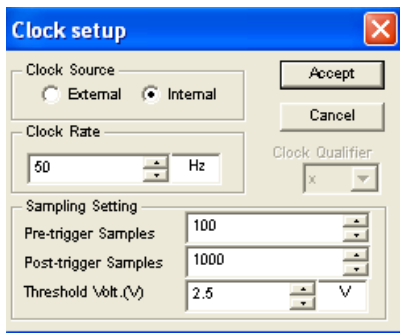 Clock setup
Clock Source
External Internal
Accept
Cancel
Clock Rate
50 Hz
Clock Qualifier
x
Sampling Setting
Pre-trigger Samples 100
Post-trigger Samples 1000
Threshold Volt.(V) 2.5 V